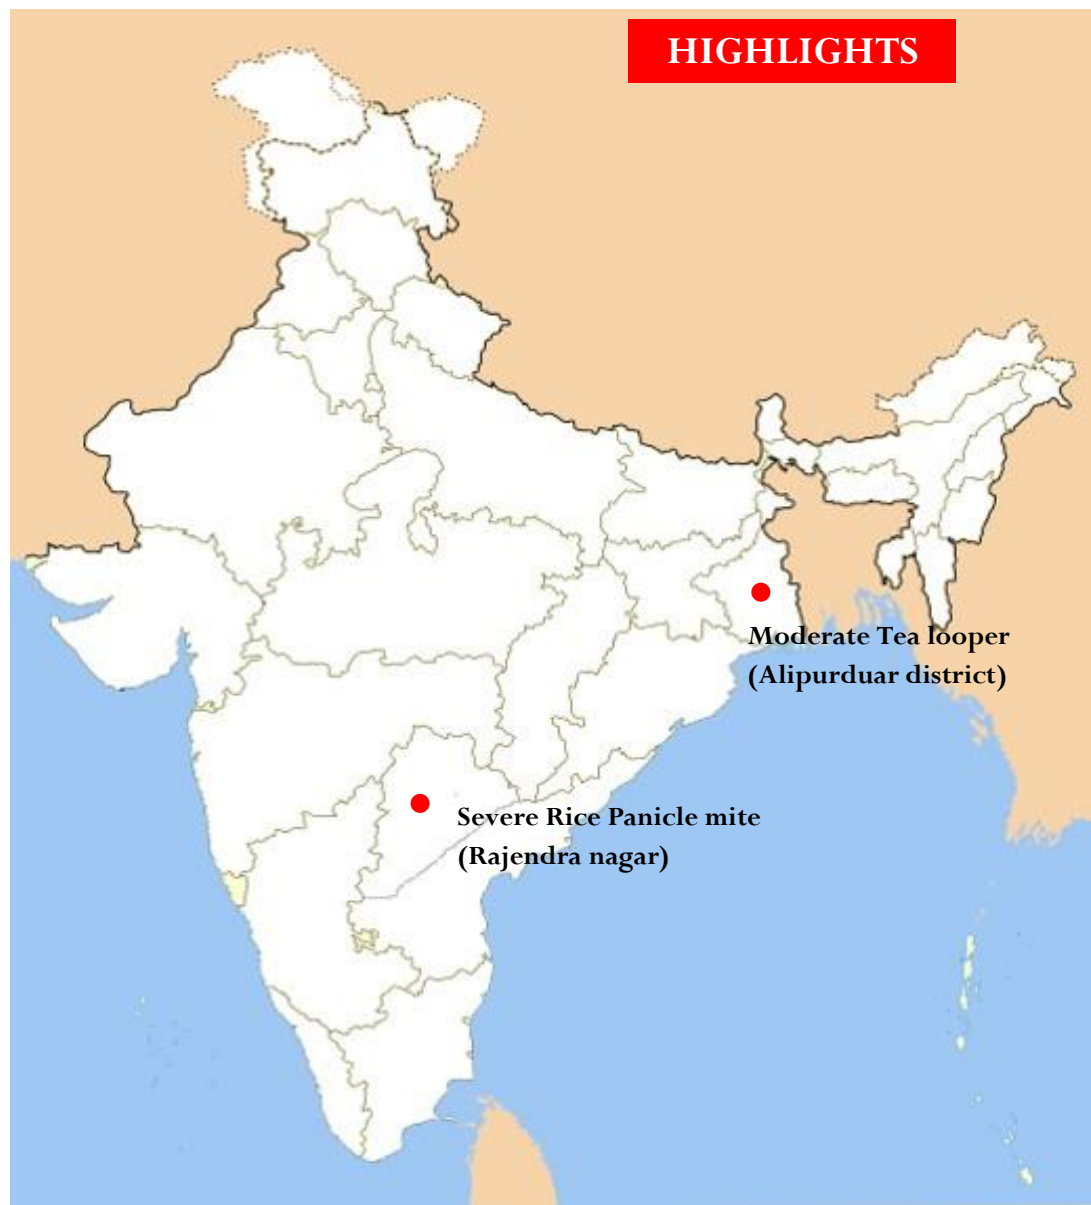 HIGHLIGHTS
Moderate Tea looper
(Alipurduar district)
Severe Rice Panicle mite
(Rajendra nagar)